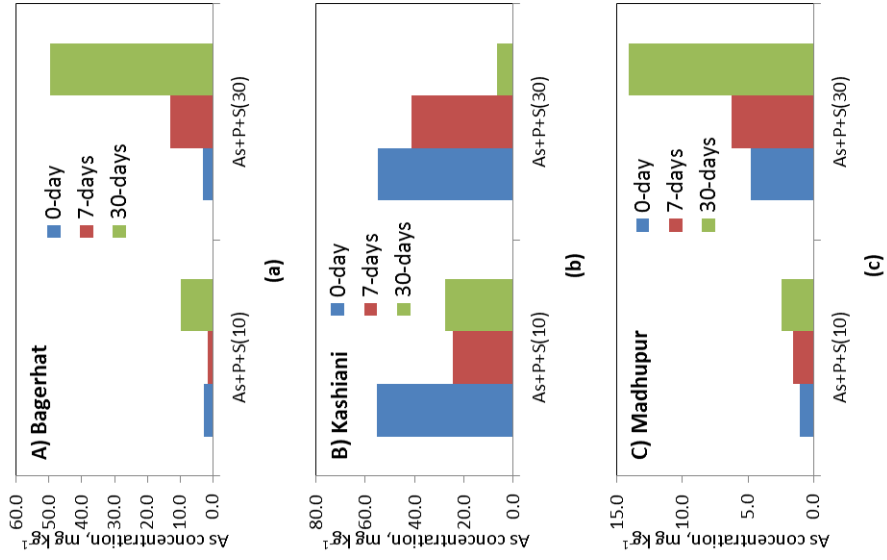 60.0
50.0
40.0
30.0
20.0
10.0
0.0
As concentration, mg kg⁻¹
A) Bagerhat
0-day
7-days
30-days
As+P+S(10)
As+P+S(30)
(a)
80.0
60.0
40.0
20.0
0.0
As concentration, mg kg⁻¹
B) Kashiani
0-day
7-days
30-days
As+P+S(10)
As+P+S(30)
(b)
15.0
10.0
5.0
0.0
As concentration, mg kg⁻¹
C) Madhupur
0-day
7-days
30-days
As+P+S(10)
As+P+S(30)
(c)